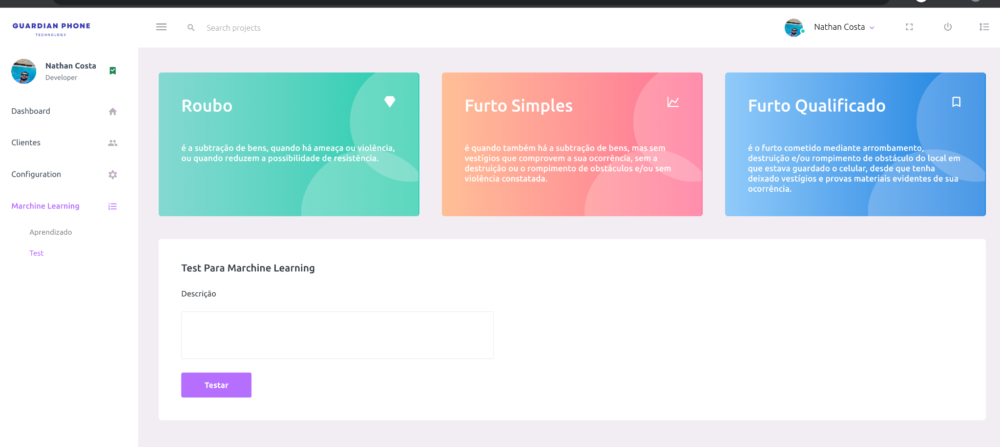 GUARDIAN PHONE
TECHNOLOGY
Search projects
Nathan Costa
Nathan Costa
Developer
Dashboard
Clientes
Configuration
Marchine Learning
Aprendizado
Test
Roubo
é a subtração de bens, quando há ameaça ou violência,
ou quando reduzem a possibilidade de resistência.
Furto Simples
é quando também há a subtração de bens, mas sem
vestígios que comprovem a sua ocorrência, sem a
destruição ou o rompimento de obstáculos e/ou sem
violência constatada.
Furto Qualificado
é o furto cometido mediante arrombamento,
destruição e/ou rompimento de obstáculo do local em
que estava guardado o celular, desde que tenha
deixado vestígios e provas materiais evidentes de sua
ocorrência.
Test Para Marchine Learning
Descrição
Testar